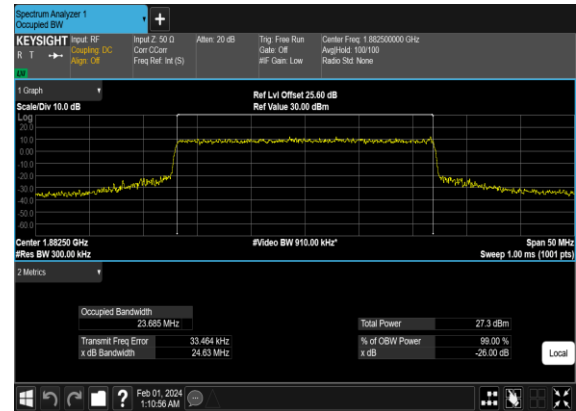 Spectrum Analyzer 1
Occupied BW
+
KEYSIGHT
R T
LXI
Input: RF
Coupling: DC
Align: Off
Input Z: 50 Ω
Corr CCorr
Freq Ref: Int (S)
Atten: 20 dB
Trig: Free Run
Gate: Off
#IF Gain: Low
Center Freq: 1.882500000 GHz
Avg|Hold: 100/100
Radio Std: None
1 Graph
Scale/Div 10.0 dB
Ref Lvl Offset 25.60 dB
Ref Value 30.00 dBm
Log
20.0
10.0
0.00
-10.0
-20.0
-30.0
-40.0
-50.0
-60.0
Center 1.88250 GHz
#Res BW 300.00 kHz
#Video BW 910.00 kHz*
Span 50 MHz
Sweep 1.00 ms (1001 pts)
2 Metrics
Occupied Bandwidth
23.685 MHz
Total Power 27.3 dBm
Transmit Freq Error 33.464 kHz
% of OBW Power 99.00 %
x dB Bandwidth 24.63 MHz
x dB -26.00 dB
Local
?
Feb 01, 2024
1:10:56 AM